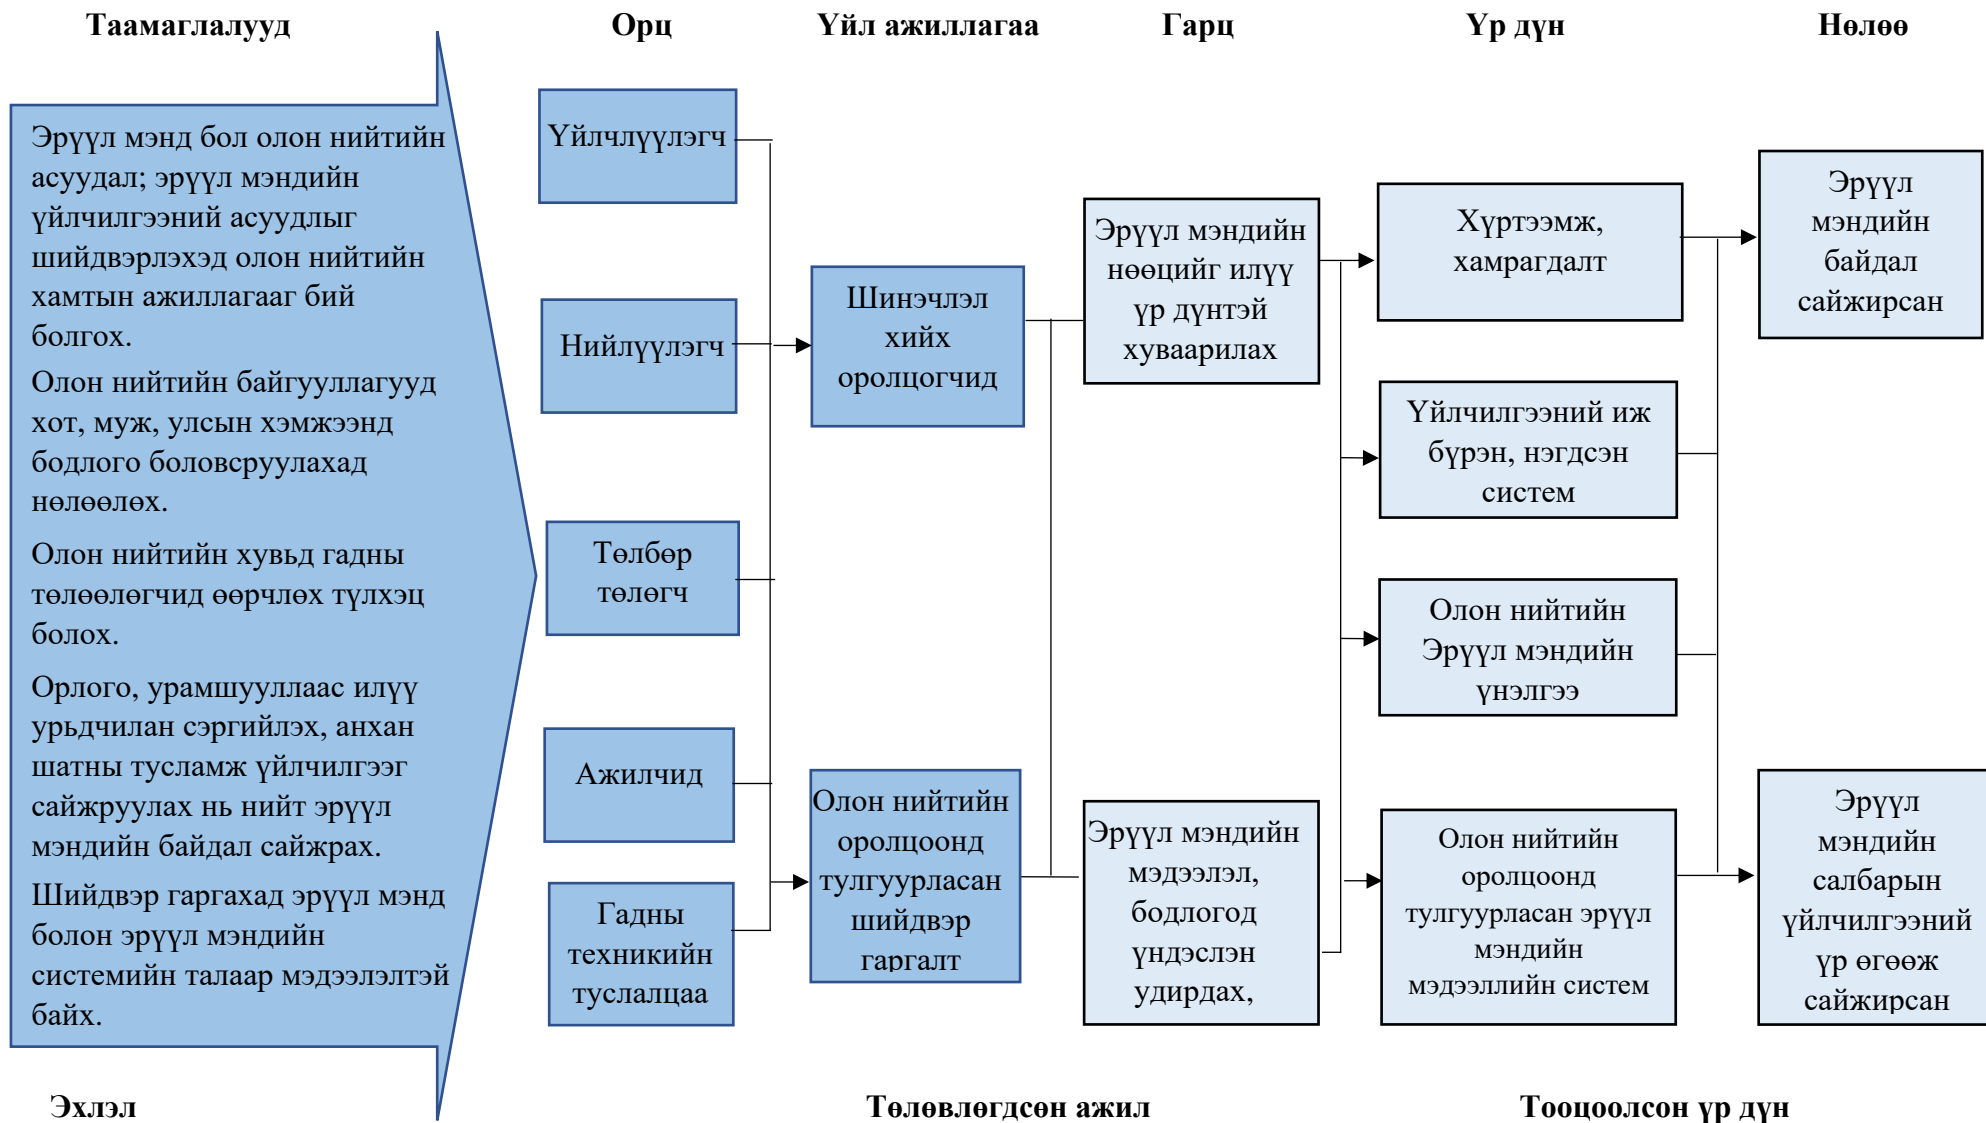 Таамаглалууд
Орц
Үйл ажиллагаа
Гарц
Үр дүн
Нөлөө
Эрүүл мэнд бол олон нийтийн
асуудал; эрүүл мэндийн
үйлчилгээний асуудлыг
шийдвэрлэхэд олон нийтийн
хамтын ажиллагааг бий
болгох.
Олон нийтийн байгууллагууд
хот, муж, улсын хэмжээнд
бодлого боловсруулахад
нөлөөлөх.
Олон нийтийн хувьд гадны
төлөөлөгчид өөрчлөх түлхэц
болох.
Орлого, урамшууллаас илүү
урьдчилан сэргийлэх, анхан
шатны тусламж үйлчилгээг
сайжруулах нь нийт эрүүл
мэндийн байдал сайжрах.
Шийдвэр гаргахад эрүүл мэнд
болон эрүүл мэндийн
системийн талаар мэдээлэлтэй
байх.
Үйлчлүүлэгч
Нийлүүлэгч
Төлбөр
төлөгч
Ажилчид
Гадны
техникийн
туслалцаа
Шинэчлэл
хийх
оролцогчид
Олон нийтийн
оролцоонд
тулгуурласан
шийдвэр
гаргалт
Эрүүл мэндийн
нөөцийг илүү
үр дүнтэй
хуваарилах
Эрүүл мэндийн
мэдээлэл,
бодлогод
үндэслэн
удирдах,
Хүртээмж,
хамрагдалт
Үйлчилгээний иж
бүрэн, нэгдсэн
систем
Олон нийтийн
Эрүүл мэндийн
үнэлгээ
Олон нийтийн
оролцоонд
тулгуурласан эрүүл
мэндийн
мэдээллийн систем
Эрүүл
мэндийн
байдал
сайжирсан
Эрүүл
мэндийн
салбарын
үйлчилгээний
үр өгөөж
сайжирсан
Эхлэл
Төлөвлөгдсөн ажил
Тооцоолсон үр дүн